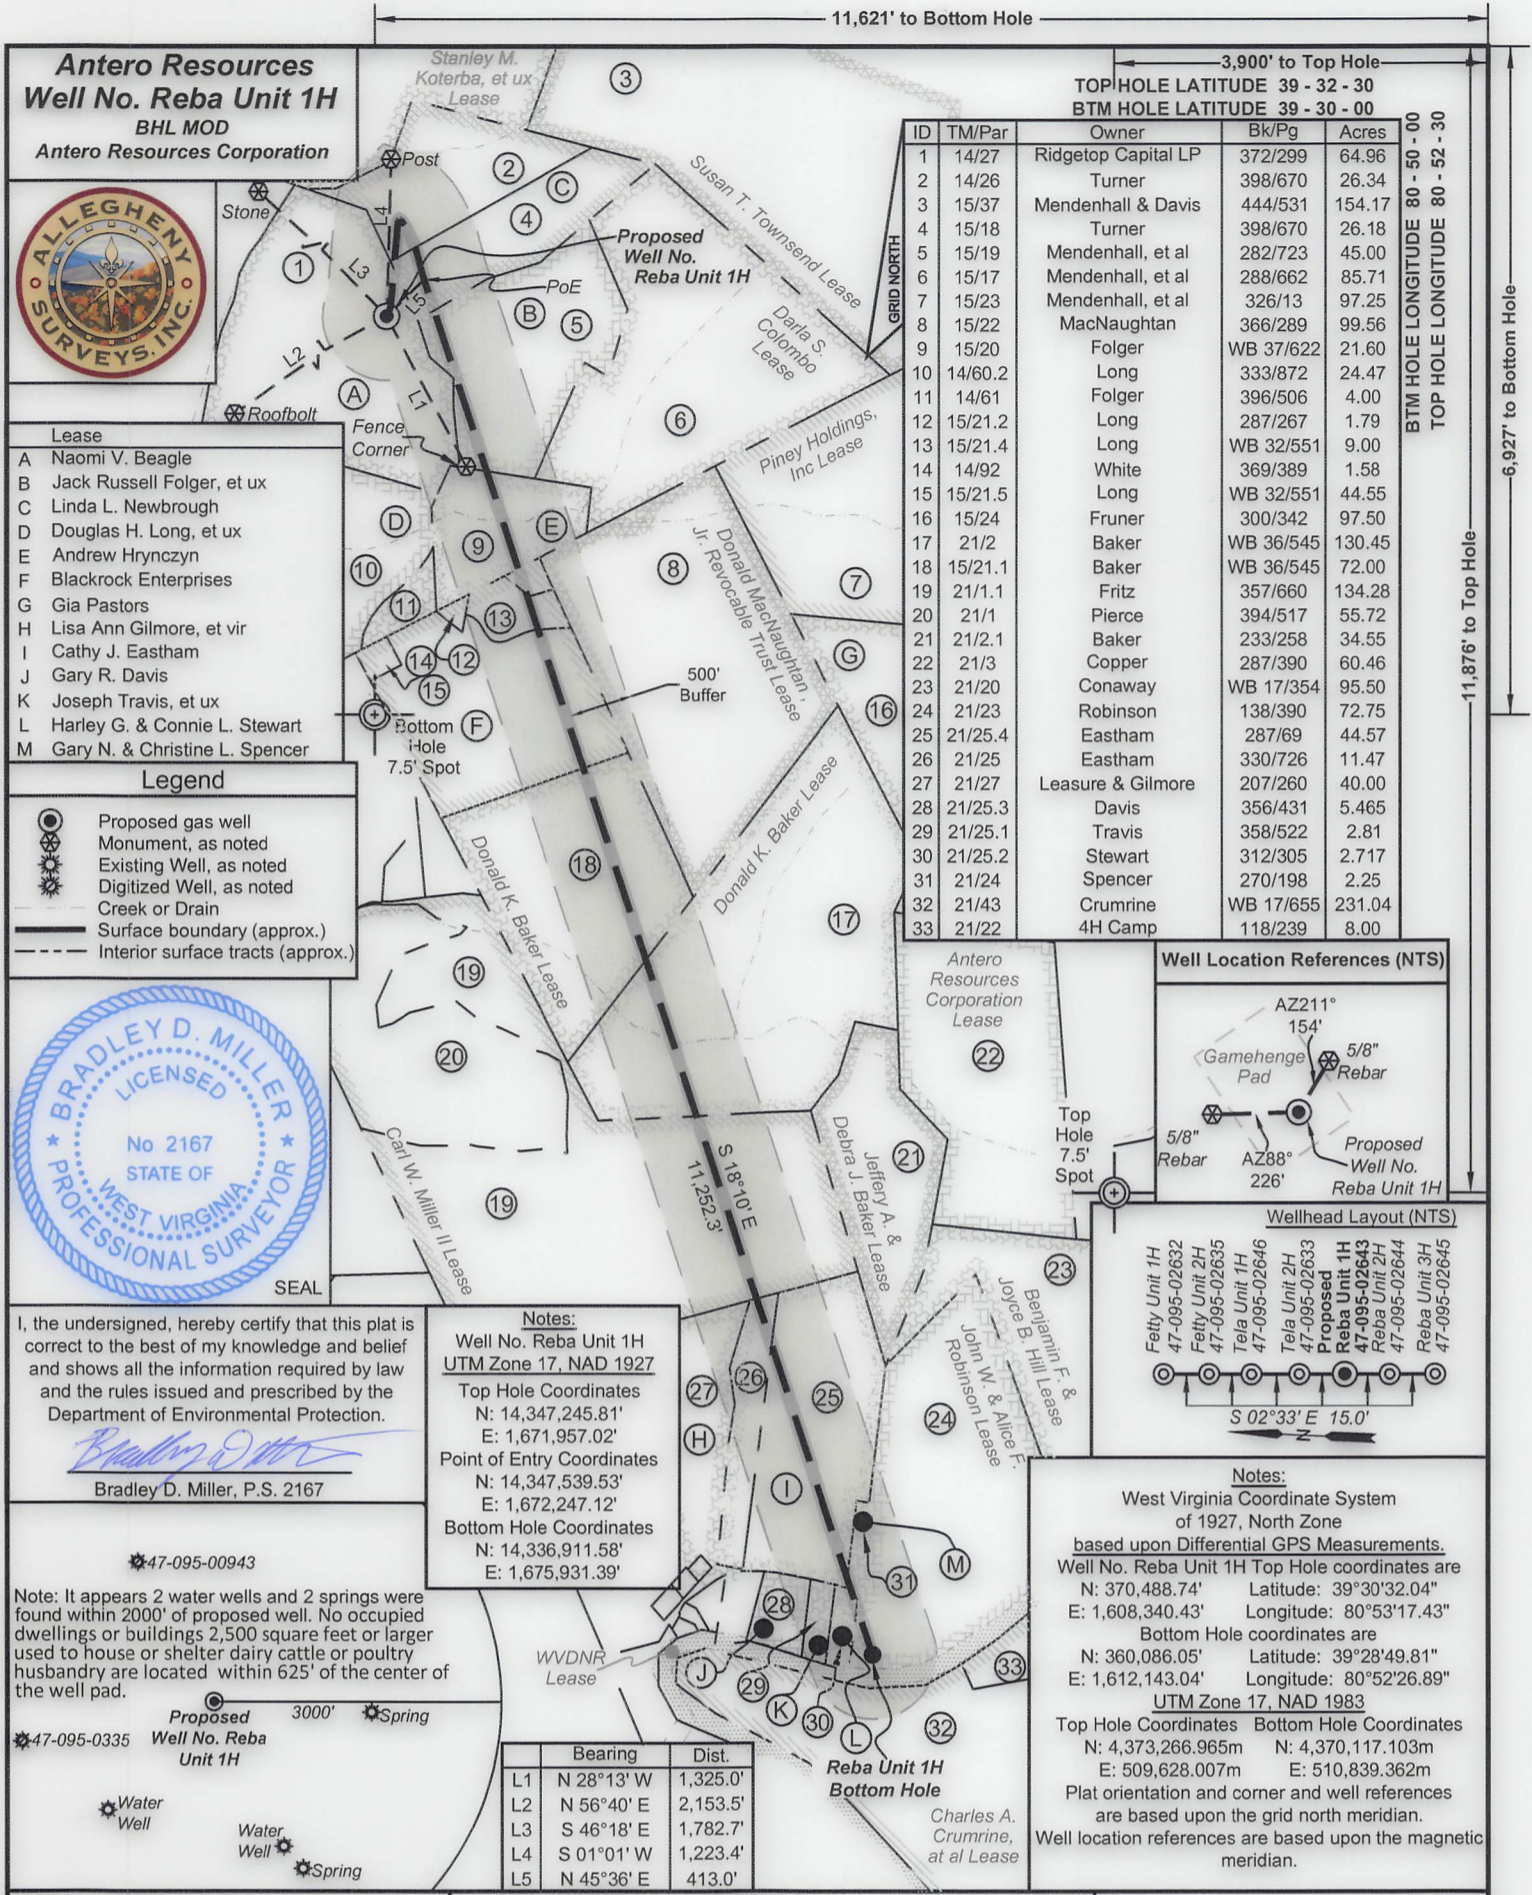 11,621' to Bottom Hole
Antero Resources
Well No. Reba Unit 1H
BHL MOD
Antero Resources Corporation
3,900' to Top Hole
TOP HOLE LATITUDE 39 - 32 - 30
BTM HOLE LATITUDE 39 - 30 - 00
BTM HOLE LONGITUDE 80 - 50 - 00
TOP HOLE LONGITUDE 80 - 52 - 30
6,927' to Bottom Hole
11,876' to Top Hole
GRID NORTH
ID TM/Par Owner Bk/Pg Acres
1 14/27 Ridgetop Capital LP 372/299 64.96
2 14/26 Turner 398/670 26.34
3 15/37 Mendenhall & Davis 444/531 154.17
4 15/18 Turner 398/670 26.18
5 15/19 Mendenhall, et al 282/723 45.00
6 15/17 Mendenhall, et al 288/662 85.71
7 15/23 Mendenhall, et al 326/13 97.25
8 15/22 MacNaughtan 366/289 99.56
9 15/20 Folger WB 37/622 21.60
10 14/60.2 Long 333/872 24.47
11 14/61 Folger 396/506 4.00
12 15/21.2 Long 287/267 1.79
13 15/21.4 Long WB 32/551 9.00
14 14/92 White 369/389 1.58
15 15/21.5 Long WB 32/551 44.55
16 15/24 Fruner 300/342 97.50
17 21/2 Baker WB 36/545 130.45
18 15/21.1 Baker WB 36/545 72.00
19 21/1.1 Fritz 357/660 134.28
20 21/1 Pierce 394/517 55.72
21 21/2.1 Baker 233/258 34.55
22 21/3 Copper 287/390 60.46
23 21/20 Conaway WB 17/354 95.50
24 21/23 Robinson 138/390 72.75
25 21/25.4 Eastham 287/69 44.57
26 21/25 Eastham 330/726 11.47
27 21/27 Leasure & Gilmore 207/260 40.00
28 21/25.3 Davis 356/431 5.465
29 21/25.1 Travis 358/522 2.81
30 21/25.2 Stewart 312/305 2.717
31 21/24 Spencer 270/198 2.25
32 21/43 Crumrine WB 17/655 231.04
33 21/22 4H Camp 118/239 8.00
ALLEGHENY
SURVEYS, INC.
Lease
A Naomi V. Beagle
B Jack Russell Folger, et ux
C Linda L. Newbrough
D Douglas H. Long, et ux
E Andrew Hrynczyn
F Blackrock Enterprises
G Gia Pastors
H Lisa Ann Gilmore, et vir
I Cathy J. Eastham
J Gary R. Davis
K Joseph Travis, et ux
L Harley G. & Connie L. Stewart
M Gary N. & Christine L. Spencer
Legend
Proposed gas well
Monument, as noted
Existing Well, as noted
Digitized Well, as noted
Creek or Drain
Surface boundary (approx.)
Interior surface tracts (approx.)
BRADLEY D. MILLER
LICENSED
No. 2167
STATE OF
WEST VIRGINIA
PROFESSIONAL SURVEYOR
SEAL
I, the undersigned, hereby certify that this plat is
correct to the best of my knowledge and belief
and shows all the information required by law
and the rules issued and prescribed by the
Department of Environmental Protection.
Bradley D. Miller, P.S. 2167
Stanley M.
Koterba, et ux
Lease
3
Post
2
C
4
Stone
1
L4
L3
L5
L2
L1
Roofbolt
A
Fence
Corner
Proposed
Well No.
Reba Unit 1H
PoE
B
5
Susan T. Townsend Lease
Darla S.
Colombo
Lease
6
Piney Holdings,
Inc Lease
D
E
9
10
11
13
14
12
15
8
7
G
16
Donald MacNaughtan,
Jr. Revocable Trust Lease
500'
Buffer
Bottom
Hole
7.5' Spot
F
Donald K. Baker Lease
Donald K. Baker Lease
18
17
19
20
19
Carl W. Miller II Lease
Antero
Resources
Corporation
Lease
22
21
Jeffery A. &
Debra J. Baker Lease
S 18°10' E
11,252.3'
Top
Hole
7.5'
Spot
23
24
Benjamin F. &
Joyce B. Hill Lease
John W. & Alice F.
Robinson Lease
27
26
25
H
I
M
31
28
J
29
K
30
L
32
33
WVDNR
Lease
Reba Unit 1H
Bottom Hole
Charles A.
Crumrine,
at al Lease
Well Location References (NTS)
AZ211°
154'
Gamehenge
Pad
5/8"
Rebar
5/8"
Rebar
AZ88°
226'
Proposed
Well No.
Reba Unit 1H
Wellhead Layout (NTS)
Fetty Unit 1H
47-095-02632
Fetty Unit 2H
47-095-02635
Tela Unit 1H
47-095-02646
Tela Unit 2H
47-095-02633
Proposed
Reba Unit 1H
47-095-02643
Reba Unit 2H
47-095-02644
Reba Unit 3H
47-095-02645
S 02°33' E 15.0'
N
Notes:
Well No. Reba Unit 1H
UTM Zone 17, NAD 1927
Top Hole Coordinates
N: 14,347,245.81'
E: 1,671,957.02'
Point of Entry Coordinates
N: 14,347,539.53'
E: 1,672,247.12'
Bottom Hole Coordinates
N: 14,336,911.58'
E: 1,675,931.39'
Notes:
West Virginia Coordinate System
of 1927, North Zone
based upon Differential GPS Measurements.
Well No. Reba Unit 1H Top Hole coordinates are
N: 370,488.74' Latitude: 39°30'32.04"
E: 1,608,340.43' Longitude: 80°53'17.43"
Bottom Hole coordinates are
N: 360,086.05' Latitude: 39°28'49.81"
E: 1,612,143.04' Longitude: 80°52'26.89"
UTM Zone 17, NAD 1983
Top Hole Coordinates Bottom Hole Coordinates
N: 4,373,266.965m N: 4,370,117.103m
E: 509,628.007m E: 510,839.362m
Plat orientation and corner and well references
are based upon the grid north meridian.
Well location references are based upon the magnetic
meridian.
47-095-00943
Note: It appears 2 water wells and 2 springs were
found within 2000' of proposed well. No occupied
dwellings or buildings 2,500 square feet or larger
used to house or shelter dairy cattle or poultry
husbandry are located within 625' of the center of
the well pad.
3000'
Proposed
Well No. Reba
Unit 1H
Spring
47-095-0335
Water
Well
Water
Well
Spring
Bearing Dist.
L1 N 28°13' W 1,325.0'
L2 N 56°40' E 2,153.5'
L3 S 46°18' E 1,782.7'
L4 S 01°01' W 1,223.4'
L5 N 45°36' E 413.0'